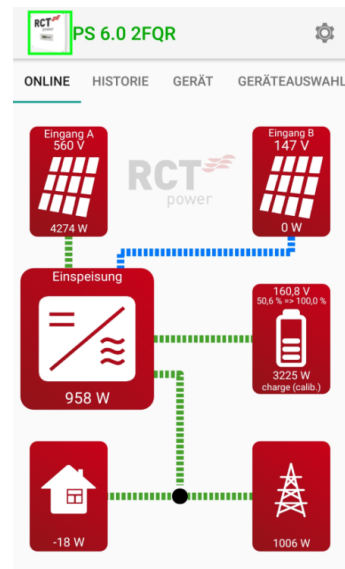 RCT
power
PS 6.0 2FQR
ONLINE HISTORIE GERÄT GERÄTEAUSWAHL
Eingang A
560 V
4274 W
RCT
power
Eingang B
147 V
0 W
Einspeisung
958 W
160,8 V
50,6 % => 100,0 %
3225 W
charge (calib.)
-18 W
1006 W